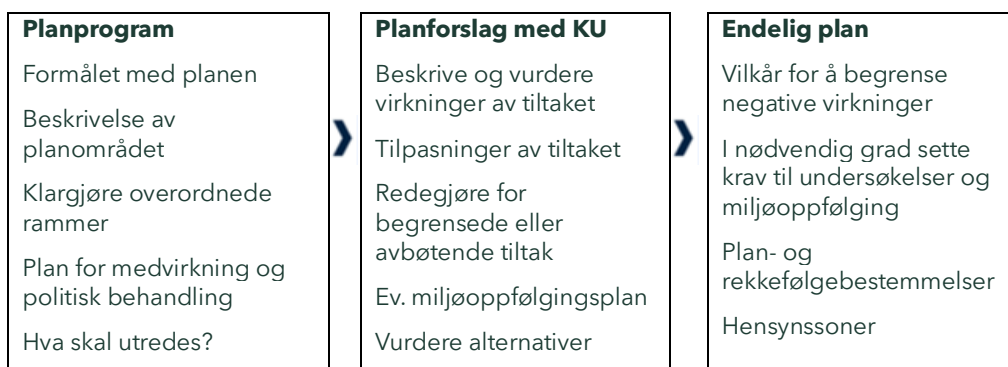 Planprogram
Formålet med planen
Beskrivelse av
planområdet
Klargjøre overordnede
rammer
Plan for medvirkning og
politisk behandling
Hva skal utredes?
Planforslag med KU
Beskrive og vurdere
virkninger av tiltaket
Tilpasninger av tiltaket
Redegjøre for
begrensede eller
avbøtende tiltak
Ev. miljøoppfølgingsplan
Vurdere alternativer
Endelig plan
Vilkår for å begrense
negative virkninger
I nødvendig grad sette
krav til undersøkelser og
miljøoppfølging
Plan- og
rekkefølgebestemmelser
Hensynssoner